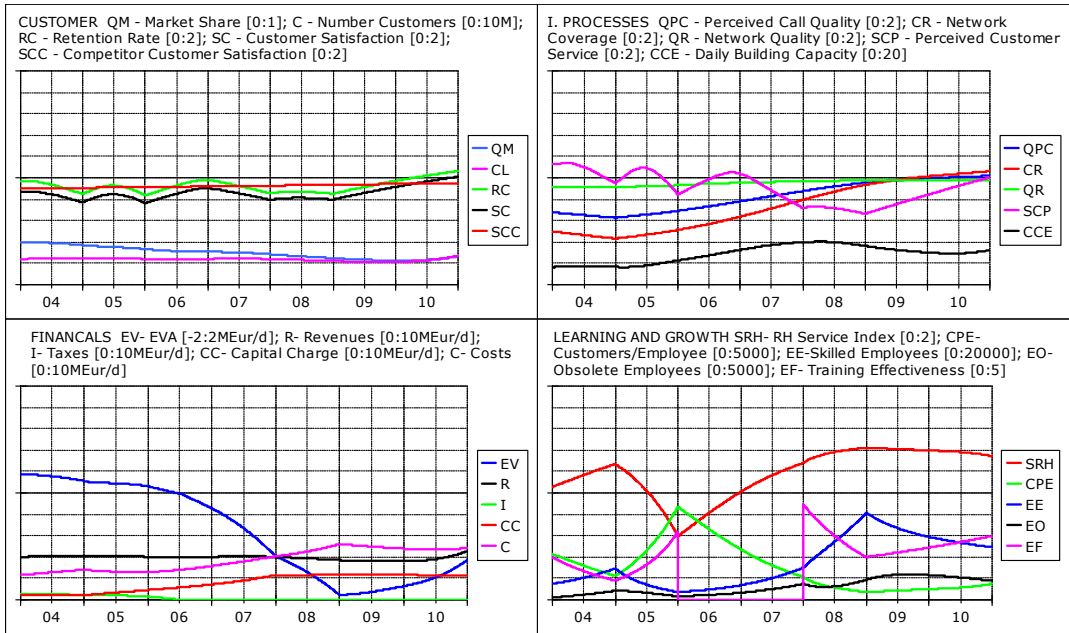 CUSTOMER QM - Market Share [0:1]; C - Number Customers [0:10M];
RC - Retention Rate [0:2]; SC - Customer Satisfaction [0:2];
SCC - Competitor Customer Satisfaction [0:2]
QM
CL
RC
SC
SCC
04 05 06 07 08 09 10
I. PROCESSES QPC - Perceived Call Quality [0:2]; CR - Network
Coverage [0:2]; QR - Network Quality [0:2]; SCP - Perceived Customer
Service [0:2]; CCE - Daily Building Capacity [0:20]
QPC
CR
QR
SCP
CCE
04 05 06 07 08 09 10
FINANCALS EV- EVA [-2:2MEur/d]; R- Revenues [0:10MEur/d];
I- Taxes [0:10MEur/d]; CC- Capital Charge [0:10MEur/d]; C- Costs
[0:10MEur/d]
EV
R
I
CC
C
04 05 06 07 08 09 10
LEARNING AND GROWTH SRH- RH Service Index [0:2]; CPE-
Customers/Employee [0:5000]; EE-Skilled Employees [0:20000]; EO-
Obsolete Employees [0:5000]; EF- Training Effectiveness [0:5]
SRH
CPE
EE
EO
EF
04 05 06 07 08 09 10